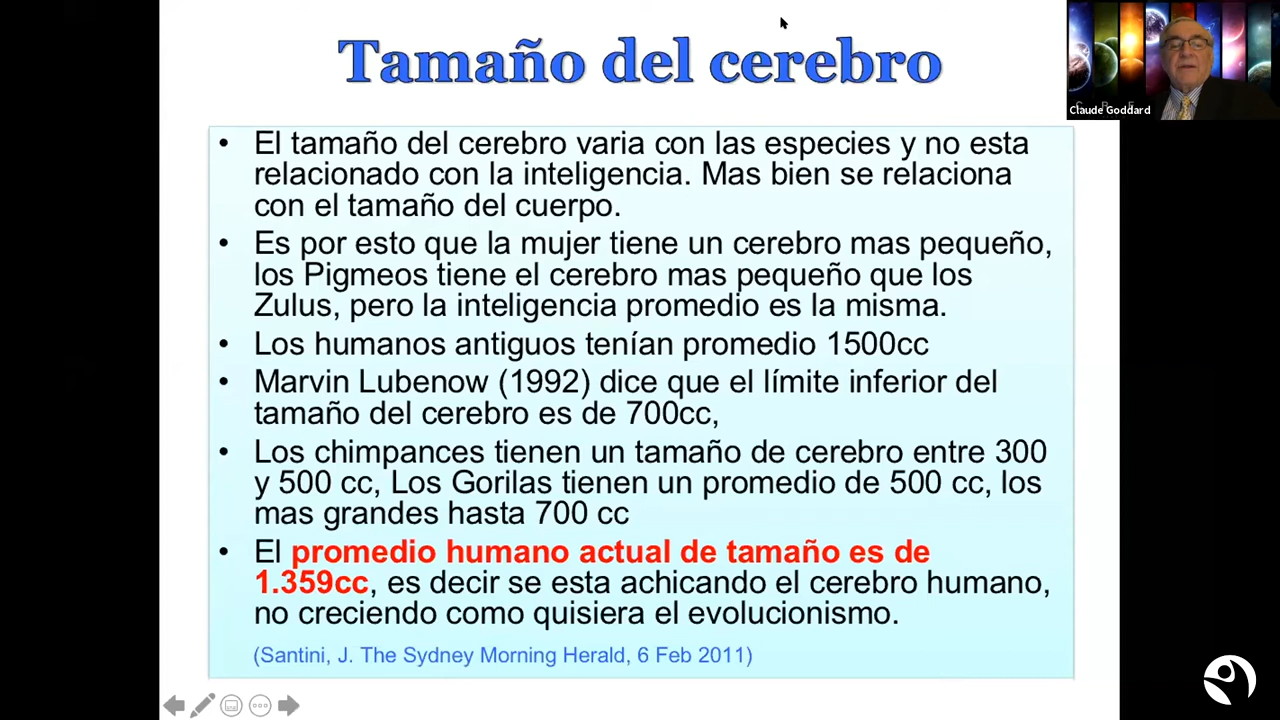 Tamaño del cerebro
Claude Goddard
• El tamaño del cerebro varia con las especies y no esta
relacionado con la inteligencia. Mas bien se relaciona
con el tamaño del cuerpo.
• Es por esto que la mujer tiene un cerebro mas pequeño,
los Pigmeos tiene el cerebro mas pequeño que los
Zulus, pero la inteligencia promedio es la misma.
• Los humanos antiguos tenían promedio 1500cc
• Marvin Lubenow (1992) dice que el límite inferior del
tamaño del cerebro es de 700cc,
• Los chimpances tienen un tamaño de cerebro entre 300
y 500 cc, Los Gorilas tienen un promedio de 500 cc, los
mas grandes hasta 700 cc
• El promedio humano actual de tamaño es de
1.359cc, es decir se esta achicando el cerebro humano,
no creciendo como quisiera el evolucionismo.
(Santini, J. The Sydney Morning Herald, 6 Feb 2011)